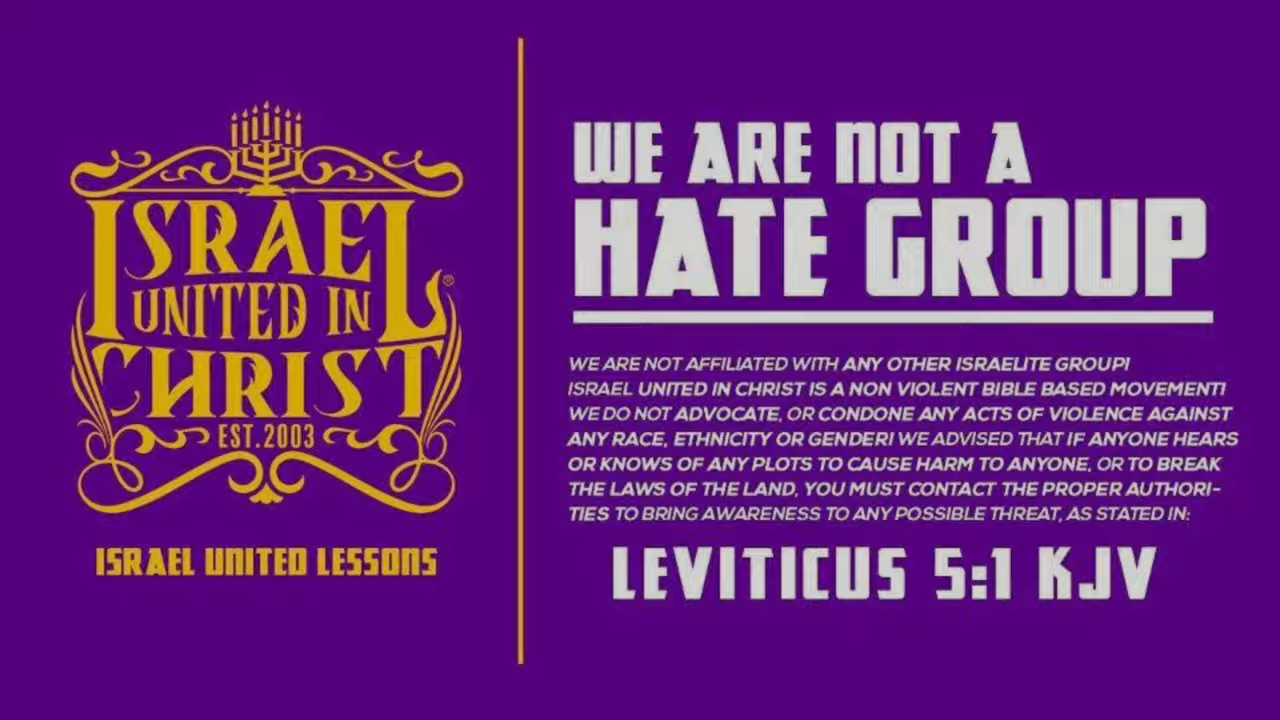 ISRAEL
UNITED IN
CHRIST
EST.2003
ISRAEL UNITED LESSONS
WE ARE NOT A
HATE GROUP
WE ARE NOT AFFILIATED WITH ANY OTHER ISRAELITE GROUP!
ISRAEL UNITED IN CHRIST IS A NON VIOLENT BIBLE BASED MOVEMENT!
WE DO NOT ADVOCATE, OR CONDONE ANY ACTS OF VIOLENCE AGAINST
ANY RACE, ETHNICITY OR GENDER! WE ADVISED THAT IF ANYONE HEARS
OR KNOWS OF ANY PLOTS TO CAUSE HARM TO ANYONE, OR TO BREAK
THE LAWS OF THE LAND, YOU MUST CONTACT THE PROPER AUTHORI-
TIES TO BRING AWARENESS TO ANY POSSIBLE THREAT, AS STATED IN:
LEVITICUS 5:1 KJV